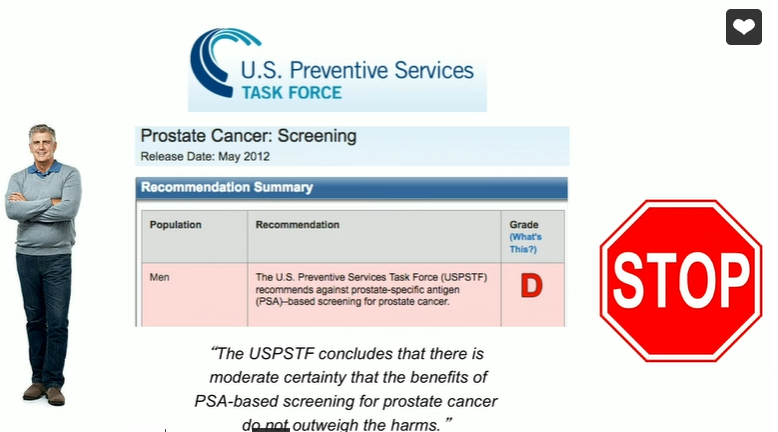 U.S. Preventive Services
TASK FORCE
Prostate Cancer: Screening
Release Date: May 2012
Recommendation Summary
Population
Recommendation
Grade
(What's
This?)
Men
The U.S. Preventive Services Task Force (USPSTF)
recommends against prostate-specific antigen
(PSA)–based screening for prostate cancer.
D
STOP
“The USPSTF concludes that there is
moderate certainty that the benefits of
PSA-based screening for prostate cancer
do not outweigh the harms.”